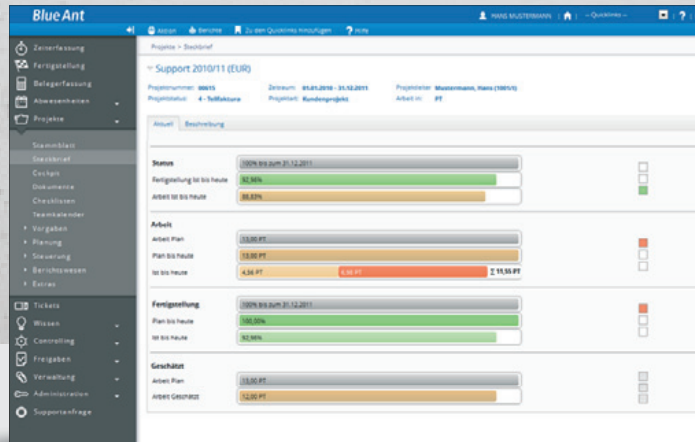 Blue Ant
HANS MUSTERMANN
-- Quicklinks --
Aktion Berichte Zu den Quicklinks hinzufügen Hilfe
Zeiterfassung
Fertigstellung
Belegerfassung
Abwesenheiten
Projekte
Stammblatt
Steckbrief
Cockpit
Dokumente
Checklisten
Teamkalender
Vorgaben
Planung
Steuerung
Berichtswesen
Extras
Tickets
Wissen
Controlling
Freigaben
Verwaltung
Administration
Supportanfrage
Projekte > Steckbrief
Support 2010/11 (EUR)
Projektnummer: 00615 Zeitraum: 01.01.2010 - 31.12.2011 Projektleiter: Mustermann, Hans (1001/1)
Projektstatus: 4 - Teilfaktura Projektart: Kundenprojekt Arbeit in: PT
Aktuell Beschreibung
Status 100% bis zum 31.12.2011
Fertigstellung Ist bis heute 92,96%
Arbeit Ist bis heute 88,83%
Arbeit
Arbeit Plan 13,00 PT
Plan bis heute 13,00 PT
Ist bis heute 4,56 PT 6,98 PT Σ 11,55 PT
Fertigstellung 100% bis zum 31.12.2011
Plan bis heute 100,00%
Ist bis heute 92,96%
Geschätzt
Arbeit Plan 13,00 PT
Arbeit Geschätzt 12,00 PT